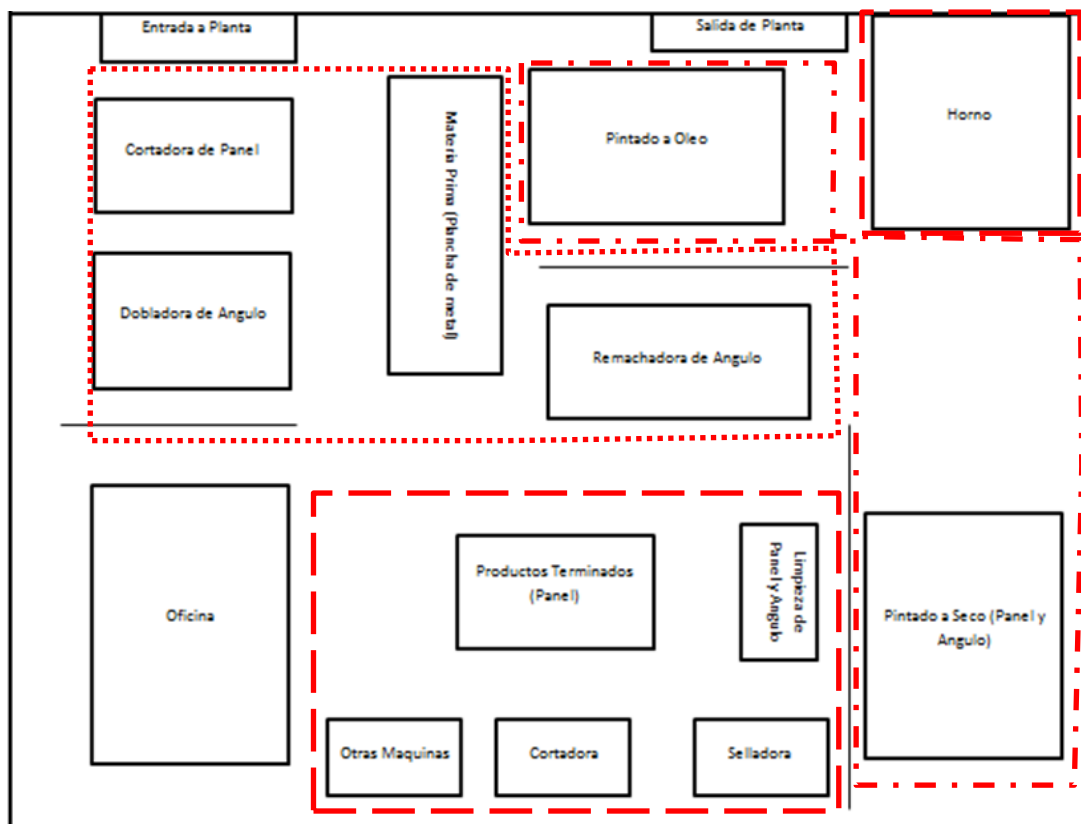 Entrada a Planta
Salida de Planta
Cortadora de Panel
Materia Prima (Plancha de metal)
Pintado a Oleo
Horno
Dobladora de Angulo
Remachadora de Angulo
Oficina
Productos Terminados
(Panel)
Limpieza de
Panel y Angulo
Pintado a Seco (Panel y
Angulo)
Otras Maquinas
Cortadora
Selladora